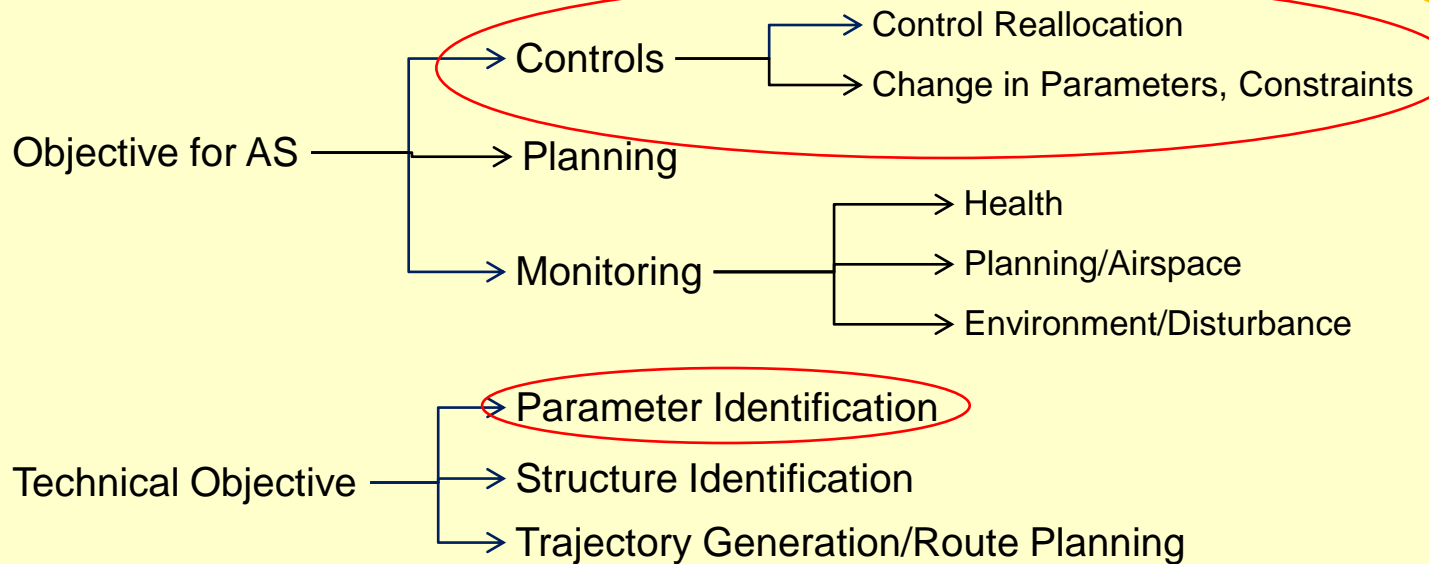 Control Reallocation
Controls
Change in Parameters, Constraints
Objective for AS
Planning
Health
Monitoring
Planning/Airspace
Environment/Disturbance
Parameter Identification
Technical Objective
Structure Identification
Trajectory Generation/Route Planning